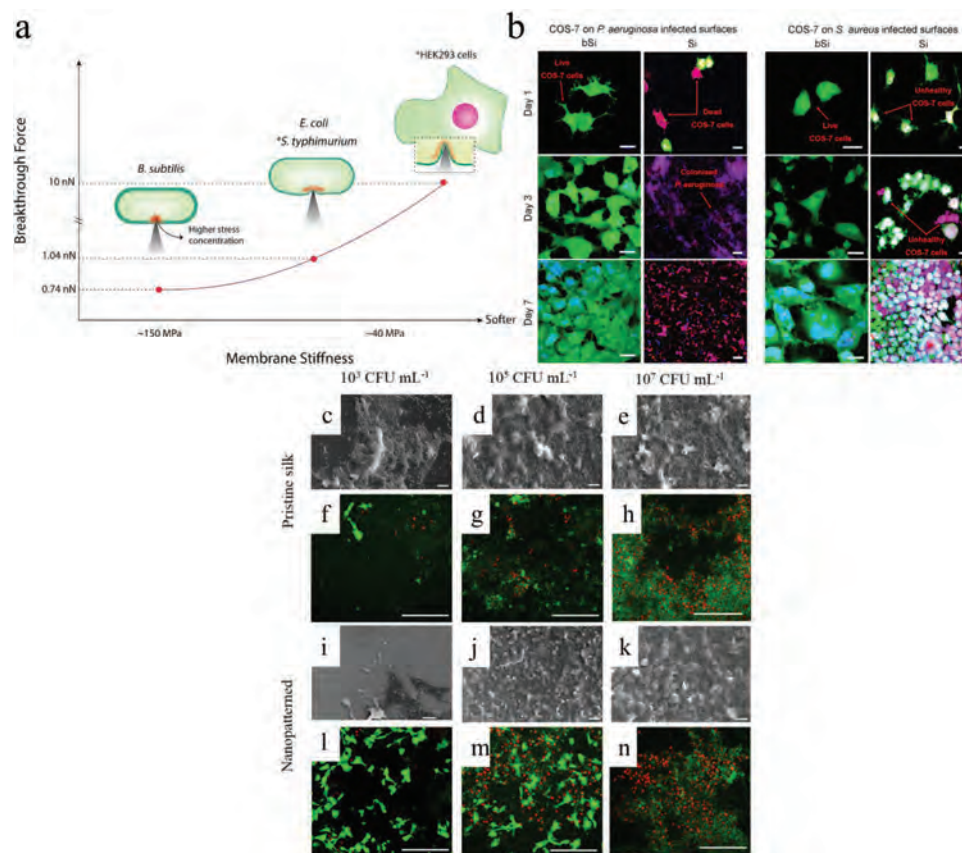 a
Breakthrough Force
10 nN
1.04 nN
0.74 nN
B. subtilis
Higher stress
concentration
E. coli
*S. typhimurium
*HEK293 cells
~150 MPa
~40 MPa
Softer
Membrane Stiffness
b
COS-7 on P. aeruginosa infected surfaces
bSi
Si
COS-7 on S. aureus infected surfaces
bSi
Si
Day 1
Live
COS-7 cells
Dead
COS-7 cells
Live
COS-7 cells
Unhealthy
COS-7 cells
Day 3
Colonised
P. aeruginosa
Unhealthy
COS-7 cells
Day 7
10³ CFU mL⁻¹
10⁵ CFU mL⁻¹
10⁷ CFU mL⁻¹
Pristine silk
c
d
e
f
g
h
Nanopatterned
i
j
k
l
m
n